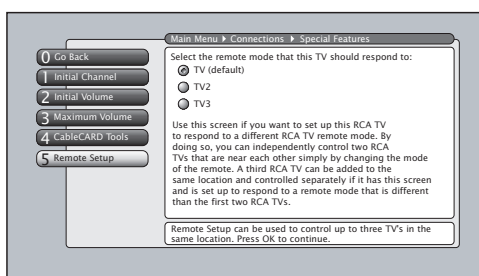 Main Menu ▸ Connections ▸ Special Features
0 Go Back
1 Initial Channel
2 Initial Volume
3 Maximum Volume
4 CableCARD Tools
5 Remote Setup
Select the remote mode that this TV should respond to:
TV (default)
TV2
TV3
Use this screen if you want to set up this RCA TV
to respond to a different RCA TV remote mode. By
doing so, you can independently control two RCA
TVs that are near each other simply by changing the mode
of the remote. A third RCA TV can be added to the
same location and controlled separately if it has this screen
and is set up to respond to a remote mode that is different
than the first two RCA TVs.
Remote Setup can be used to control up to three TV's in the
same location. Press OK to continue.